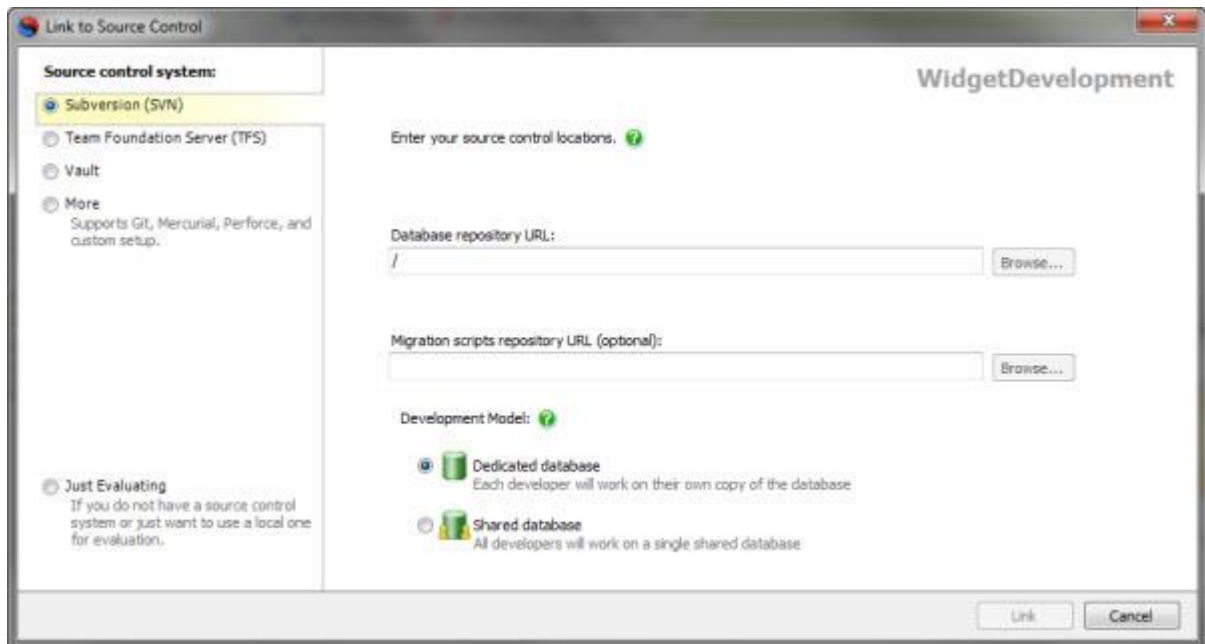 Link to Source Control
Source control system:
Subversion (SVN)
Team Foundation Server (TFS)
Vault
More
Supports Git, Mercurial, Perforce, and
custom setup.
Just Evaluating
If you do not have a source control
system or just want to use a local one
for evaluation.
WidgetDevelopment
Enter your source control locations. ?
Database repository URL:
/
Browse...
Migration scripts repository URL (optional):
Browse...
Development Model: ?
Dedicated database
Each developer will work on their own copy of the database
Shared database
All developers will work on a single shared database
Link
Cancel